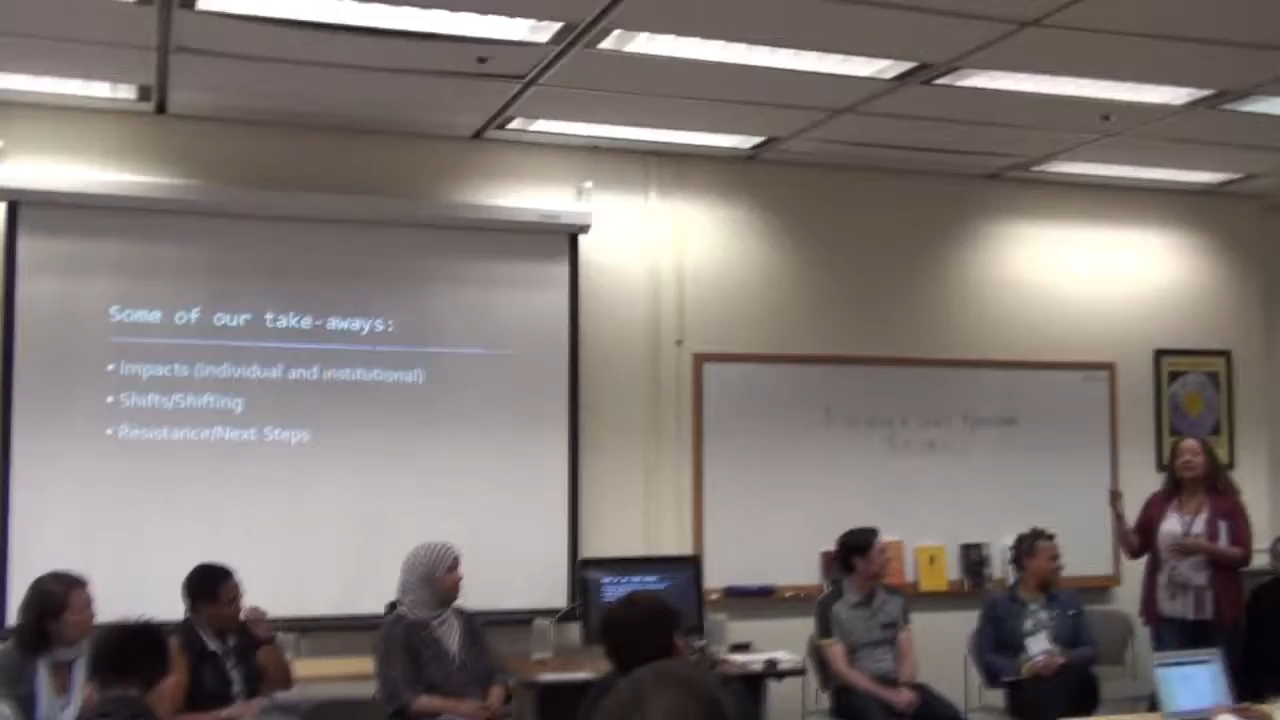 Some of our take-aways:
• Impacts (individual and institutional)
• Shifts/Shifting
• Resistance/Next Steps